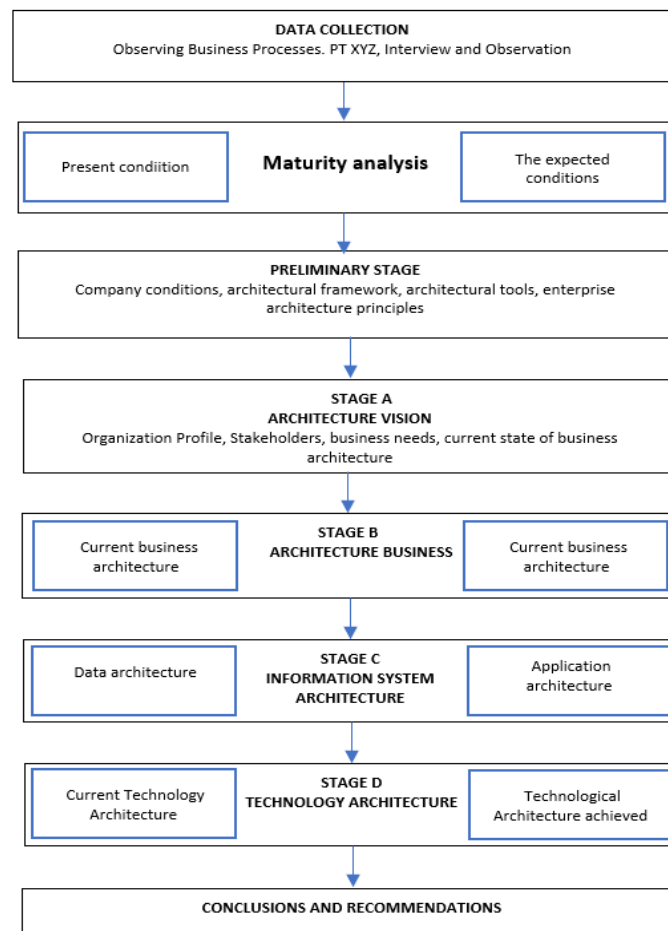 DATA COLLECTION
Observing Business Processes. PT XYZ, Interview and Observation
Present condiition
Maturity analysis
The expected
conditions
PRELIMINARY STAGE
Company conditions, architectural framework, architectural tools, enterprise
architecture principles
STAGE A
ARCHITECTURE VISION
Organization Profile, Stakeholders, business needs, current state of business
architecture
Current business
architecture
STAGE B
ARCHITECTURE BUSINESS
Current business
architecture
Data architecture
STAGE C
INFORMATION SYSTEM
ARCHITECTURE
Application
architecture
Current Technology
Architecture
STAGE D
TECHNOLOGY ARCHITECTURE
Technological
Architecture achieved
CONCLUSIONS AND RECOMMENDATIONS